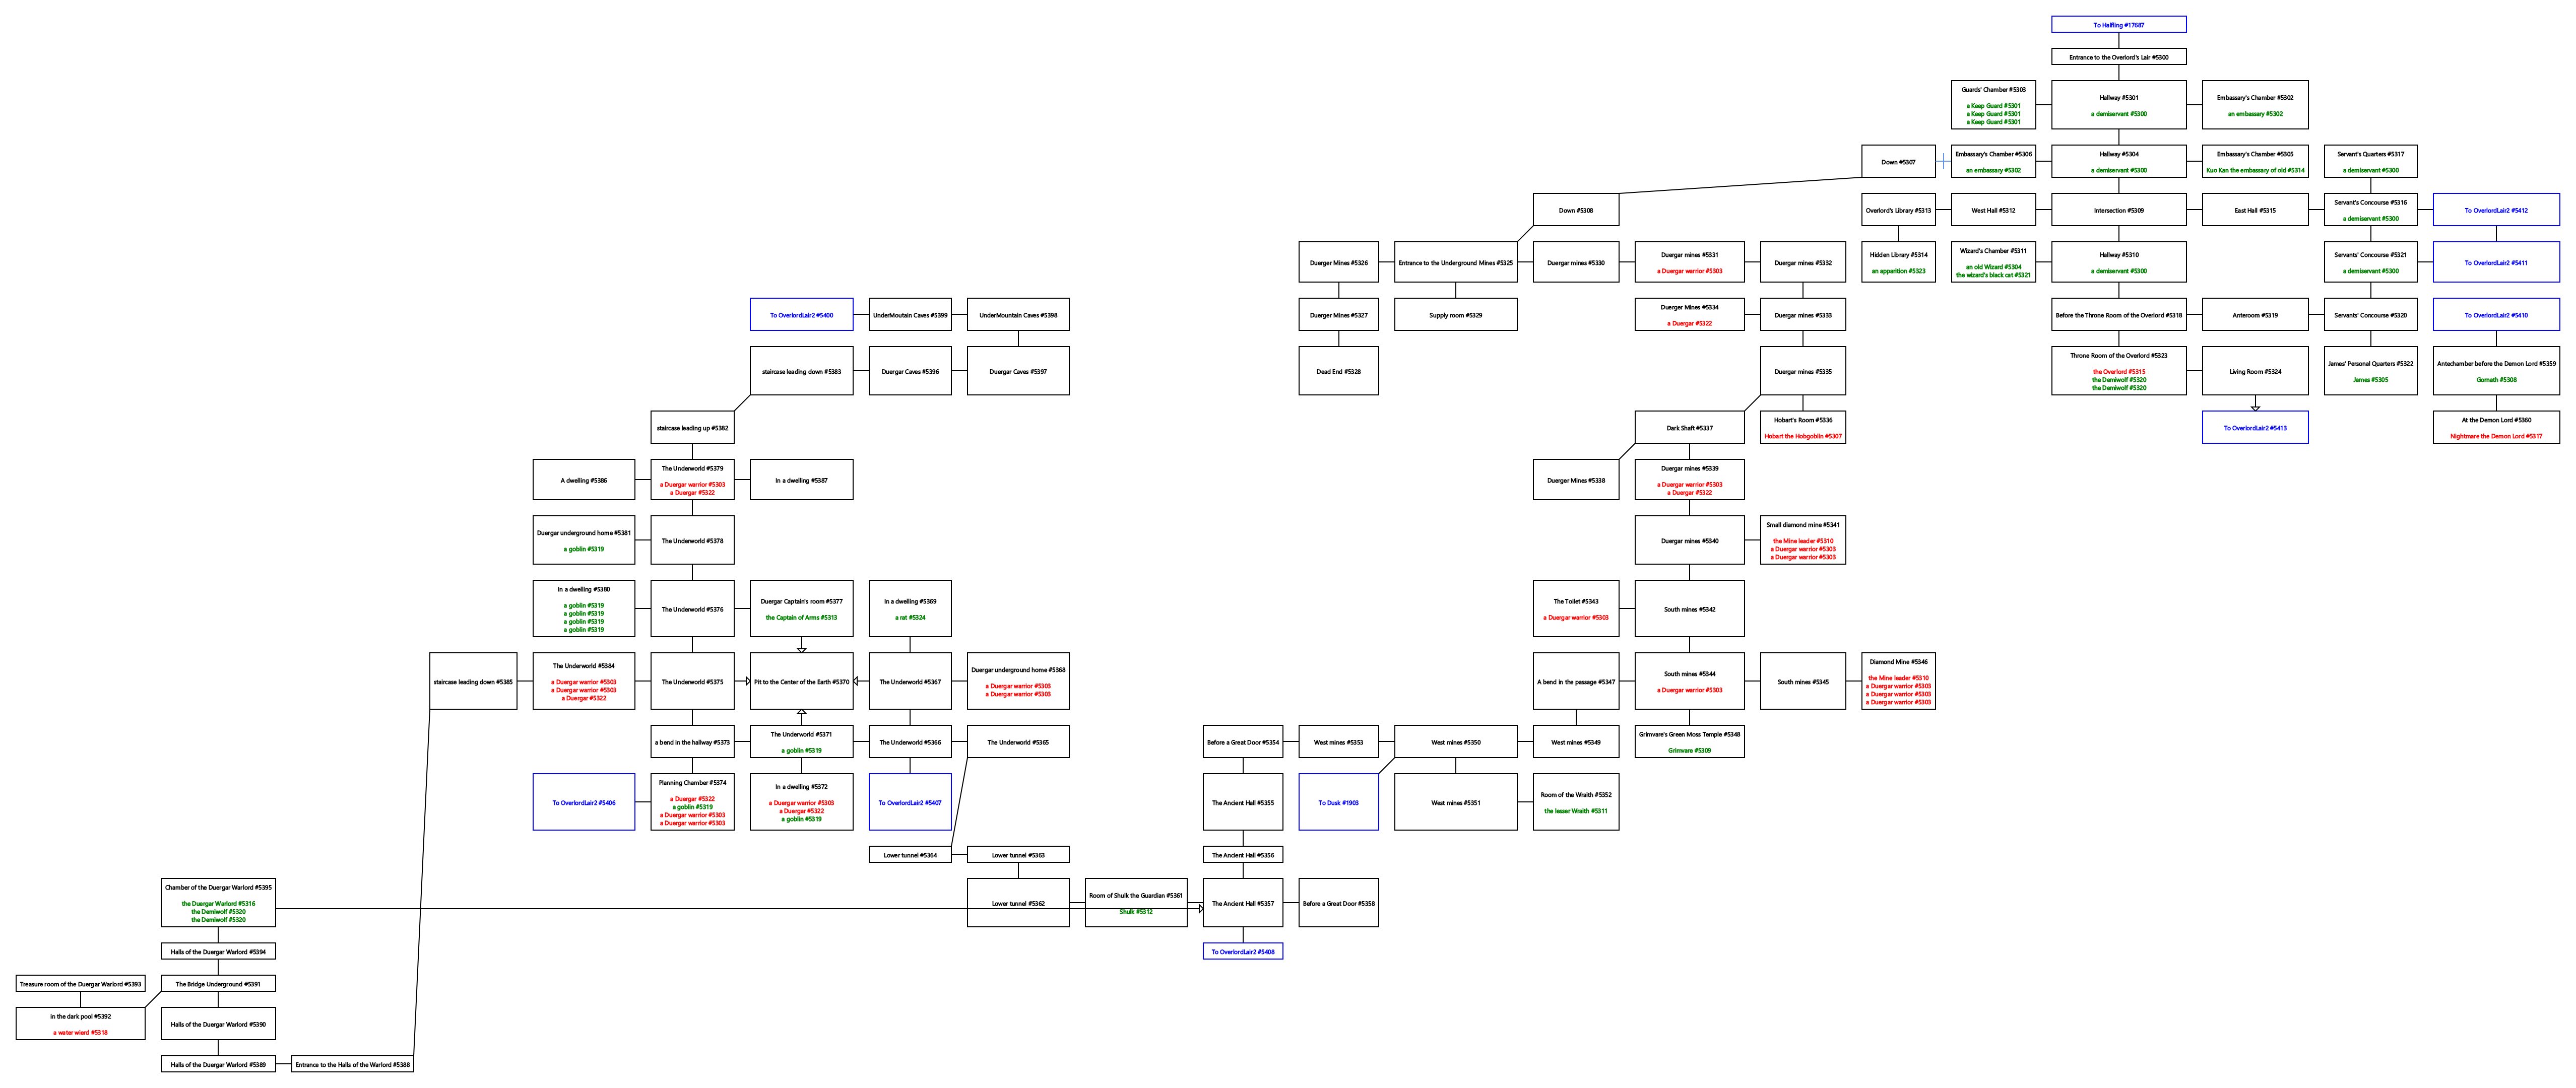 To Halfling #17687
Entrance to the Overlord's Lair #5300
Guards' Chamber #5303
a Keep Guard #5301
a Keep Guard #5301
a Keep Guard #5301
Hallway #5301
a demiservant #5300
Embassary's Chamber #5302
an embassary #5302
Down #5307
Embassary's Chamber #5306
an embassary #5302
Hallway #5304
a demiservant #5300
Embassary's Chamber #5305
Kuo Kan the embassary of old #5314
Servant's Quarters #5317
a demiservant #5300
Down #5308
Overlord's Library #5313
West Hall #5312
Intersection #5309
East Hall #5315
Servant's Concourse #5316
a demiservant #5300
To OverlordLair2 #5412
Duerger Mines #5326
Entrance to the Underground Mines #5325
Duergar mines #5330
Duergar mines #5331
a Duergar warrior #5303
Duergar mines #5332
Hidden Library #5314
an apparition #5323
Wizard's Chamber #5311
an old Wizard #5304
the wizard's black cat #5321
Hallway #5310
a demiservant #5300
Servants' Concourse #5321
a demiservant #5300
To OverlordLair2 #5411
To OverlordLair2 #5400
UnderMoutain Caves #5399
UnderMountain Caves #5398
Duerger Mines #5327
Supply room #5329
Duerger Mines #5334
a Duergar #5322
Duergar mines #5333
Before the Throne Room of the Overlord #5318
Anteroom #5319
Servants' Concourse #5320
To OverlordLair2 #5410
staircase leading down #5383
Duergar Caves #5396
Duergar Caves #5397
Dead End #5328
Duergar mines #5335
Throne Room of the Overlord #5323
the Overlord #5315
the Demiwolf #5320
the Demiwolf #5320
Living Room #5324
James' Personal Quarters #5322
James #5305
Antechamber before the Demon Lord #5359
Gornath #5308
staircase leading up #5382
Dark Shaft #5337
Hobart's Room #5336
Hobart the Hobgoblin #5307
To OverlordLair2 #5413
At the Demon Lord #5360
Nightmare the Demon Lord #5317
A dwelling #5386
The Underworld #5379
a Duergar warrior #5303
a Duergar #5322
In a dwelling #5387
Duerger Mines #5338
Duergar mines #5339
a Duergar warrior #5303
a Duergar #5322
Duergar underground home #5381
a goblin #5319
The Underworld #5378
Duergar mines #5340
Small diamond mine #5341
the Mine leader #5310
a Duergar warrior #5303
a Duergar warrior #5303
In a dwelling #5380
a goblin #5319
a goblin #5319
a goblin #5319
a goblin #5319
The Underworld #5376
Duergar Captain's room #5377
the Captain of Arms #5313
In a dwelling #5369
a rat #5324
The Toilet #5343
a Duergar warrior #5303
South mines #5342
staircase leading down #5385
The Underworld #5384
a Duergar warrior #5303
a Duergar warrior #5303
a Duergar #5322
The Underworld #5375
Pit to the Center of the Earth #5370
The Underworld #5367
Duergar underground home #5368
a Duergar warrior #5303
a Duergar warrior #5303
A bend in the passage #5347
South mines #5344
a Duergar warrior #5303
South mines #5345
Diamond Mine #5346
the Mine leader #5310
a Duergar warrior #5303
a Duergar warrior #5303
a Duergar warrior #5303
a bend in the hallway #5373
The Underworld #5371
a goblin #5319
The Underworld #5366
The Underworld #5365
Before a Great Door #5354
West mines #5353
West mines #5350
West mines #5349
Grimvare's Green Moss Temple #5348
Grimvare #5309
To OverlordLair2 #5406
Planning Chamber #5374
a Duergar #5322
a goblin #5319
a Duergar warrior #5303
a Duergar warrior #5303
In a dwelling #5372
a Duergar warrior #5303
a Duergar #5322
a goblin #5319
To OverlordLair2 #5407
The Ancient Hall #5355
To Dusk #1903
West mines #5351
Room of the Wraith #5352
the lesser Wraith #5311
Lower tunnel #5364
Lower tunnel #5363
The Ancient Hall #5356
Chamber of the Duergar Warlord #5395
the Duergar Warlord #5316
the Demiwolf #5320
the Demiwolf #5320
Lower tunnel #5362
Room of Shulk the Guardian #5361
Shulk #5312
The Ancient Hall #5357
Before a Great Door #5358
Halls of the Duergar Warlord #5394
To OverlordLair2 #5408
Treasure room of the Duergar Warlord #5393
The Bridge Underground #5391
in the dark pool #5392
a water wierd #5318
Halls of the Duergar Warlord #5390
Halls of the Duergar Warlord #5389
Entrance to the Halls of the Warlord #5388